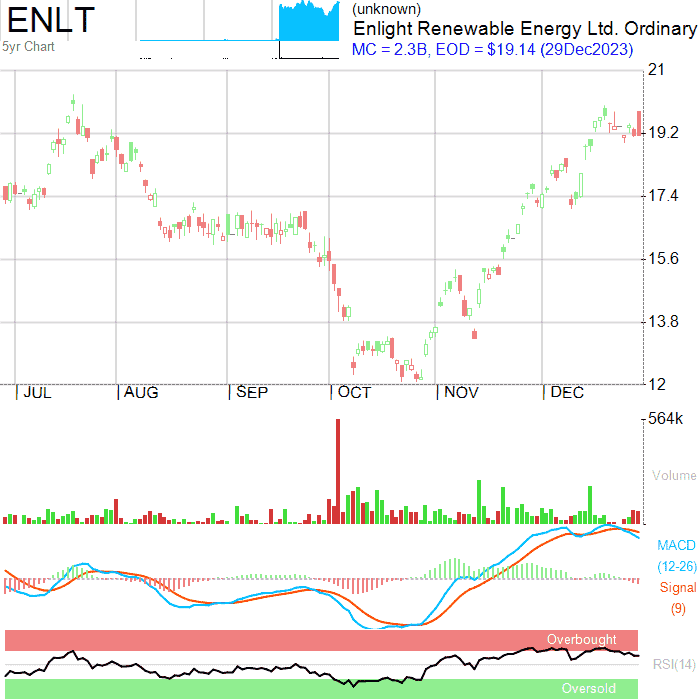 ENLT
(unknown)
Enlight Renewable Energy Ltd. Ordinary
5yr Chart
MC = 2.3B, EOD = $19.14 (29Dec2023)
21
19.2
17.4
15.6
13.8
12
JUL AUG SEP OCT NOV DEC
564k
Volume
MACD
(12-26)
Signal
(9)
Overbought
RSI(14)
Oversold